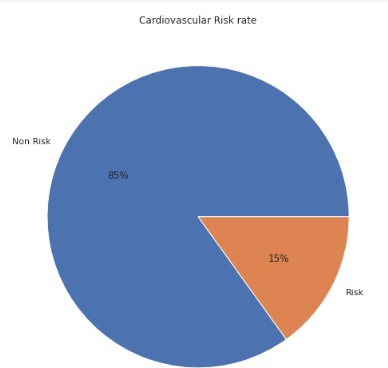 Cardiovascular Risk rate
Non Risk
85%
15%
Risk